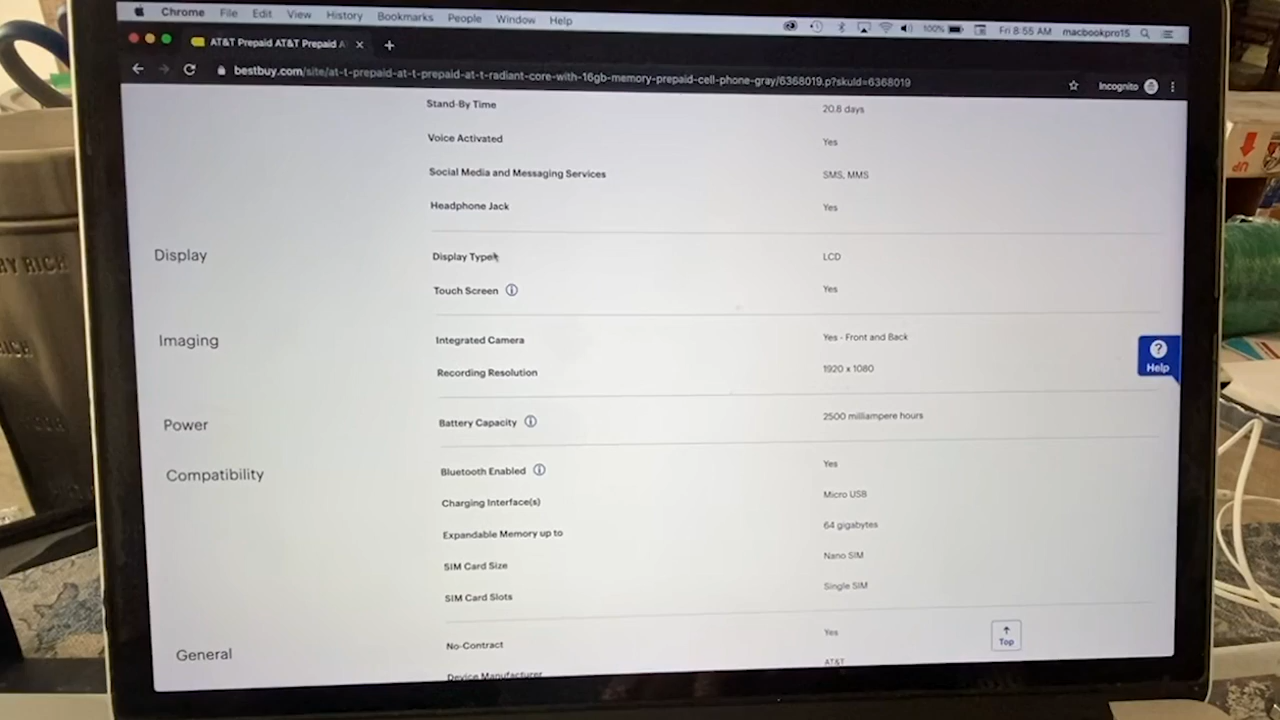 Chrome File Edit View History Bookmarks People Window Help 100% Fri 8:55 AM macbookpro15
AT&T Prepaid AT&T Prepaid
bestbuy.com/site/at-t-prepaid-at-t-prepaid-at-t-radiant-core-with-16gb-memory-prepaid-cell-phone-gray/6368019.p?skuId=6368019 Incognito
Stand-By Time 20.8 days
Voice Activated Yes
Social Media and Messaging Services SMS, MMS
Headphone Jack Yes
Display Display Type LCD
Touch Screen Yes
Imaging Integrated Camera Yes - Front and Back
Recording Resolution 1920 x 1080
? Help
Power Battery Capacity 2500 milliampere hours
Compatibility Bluetooth Enabled Yes
Charging Interface(s) Micro USB
Expandable Memory up to 64 gigabytes
SIM Card Size Nano SIM
SIM Card Slots Single SIM
General No-Contract Yes
Top
Device Manufacturer AT&T
RY RICH
UP